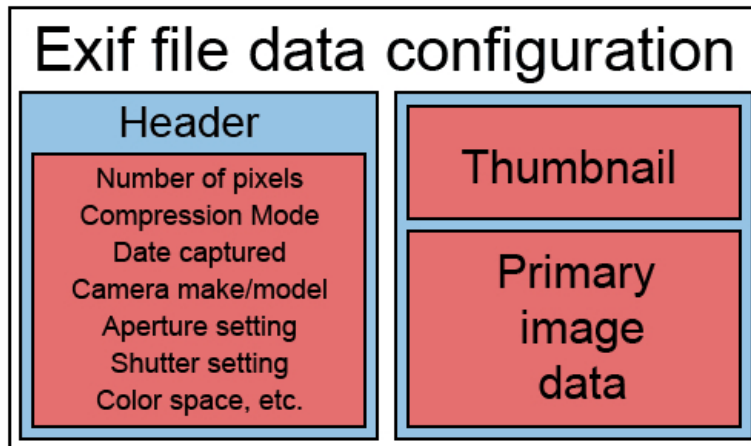 Exif file data configuration
Header
Number of pixels
Compression Mode
Date captured
Camera make/model
Aperture setting
Shutter setting
Color space, etc.
Thumbnail
Primary
image
data